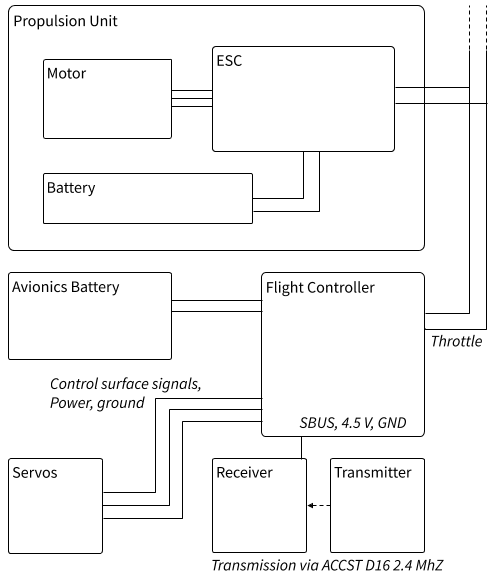 Propulsion Unit
ESC
Motor
Battery
Avionics Battery
Flight Controller
Throttle
Control surface signals,
Power, ground
SBUS, 4.5 V, GND
Servos
Receiver
Transmitter
Transmission via ACCST D16 2.4 MhZ